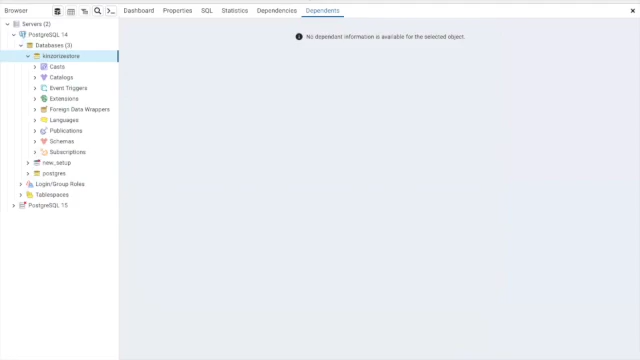 Browser
Dashboard Properties SQL Statistics Dependencies Dependents
Servers (2)
PostgreSQL 14
Databases (3)
kinzoniestore
Casts
Catalogs
Event Triggers
Extensions
Foreign Data Wrappers
Languages
Publications
Schemas
Subscriptions
new_setup
postgres
Login/Group Roles
Tablespaces
PostgreSQL 15
No dependent information is available for the selected object.